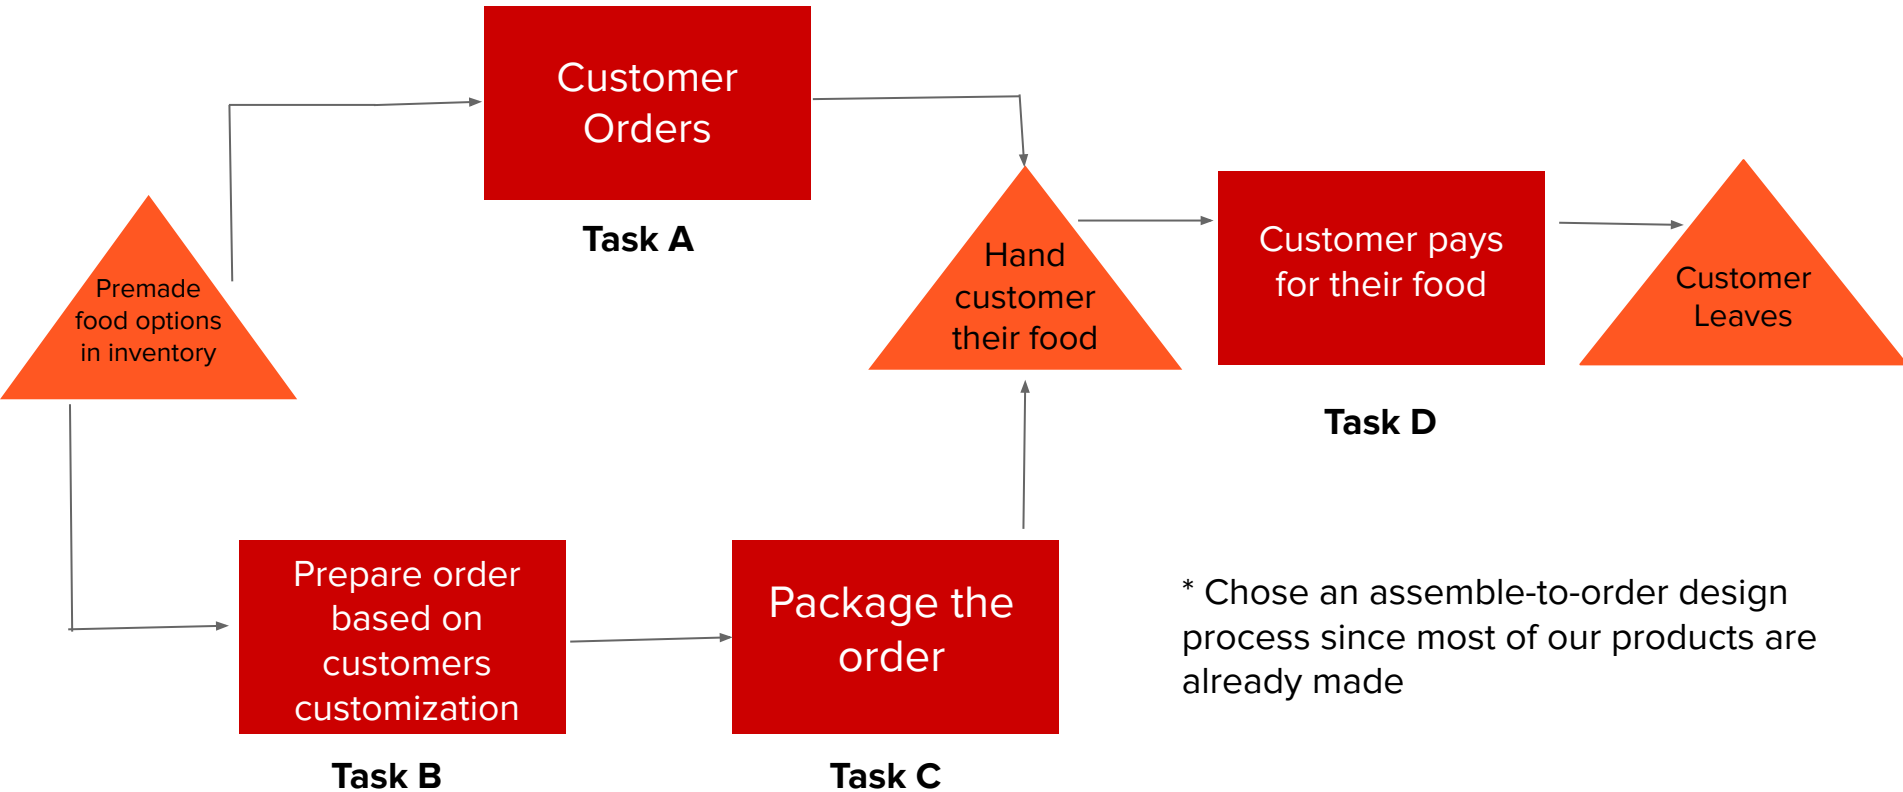 Customer
Orders
Task A
Premade
food options
in inventory
Hand
customer
their food
Customer pays
for their food
Task D
Customer
Leaves
Prepare order
based on
customers
customization
Task B
Package the
order
Task C
* Chose an assemble-to-order design
process since most of our products are
already made